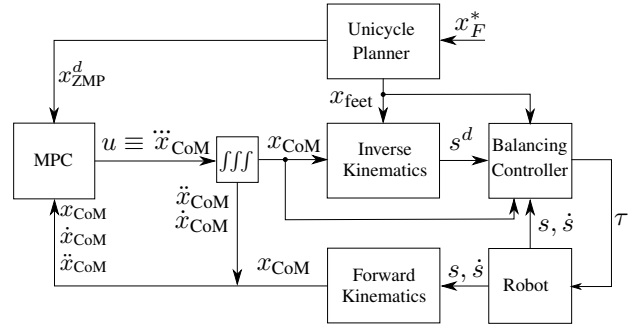 Unicycle
Planner
x*_F
x^d_ZMP
x_feet
MPC
u ≡ x⃛_CoM
∫∫∫
x_CoM
Inverse
Kinematics
s^d
Balancing
Controller
ẍ_CoM
ẋ_CoM
x_CoM
ẋ_CoM
ẍ_CoM
x_CoM
Forward
Kinematics
s, ṡ
s, ṡ
Robot
τ